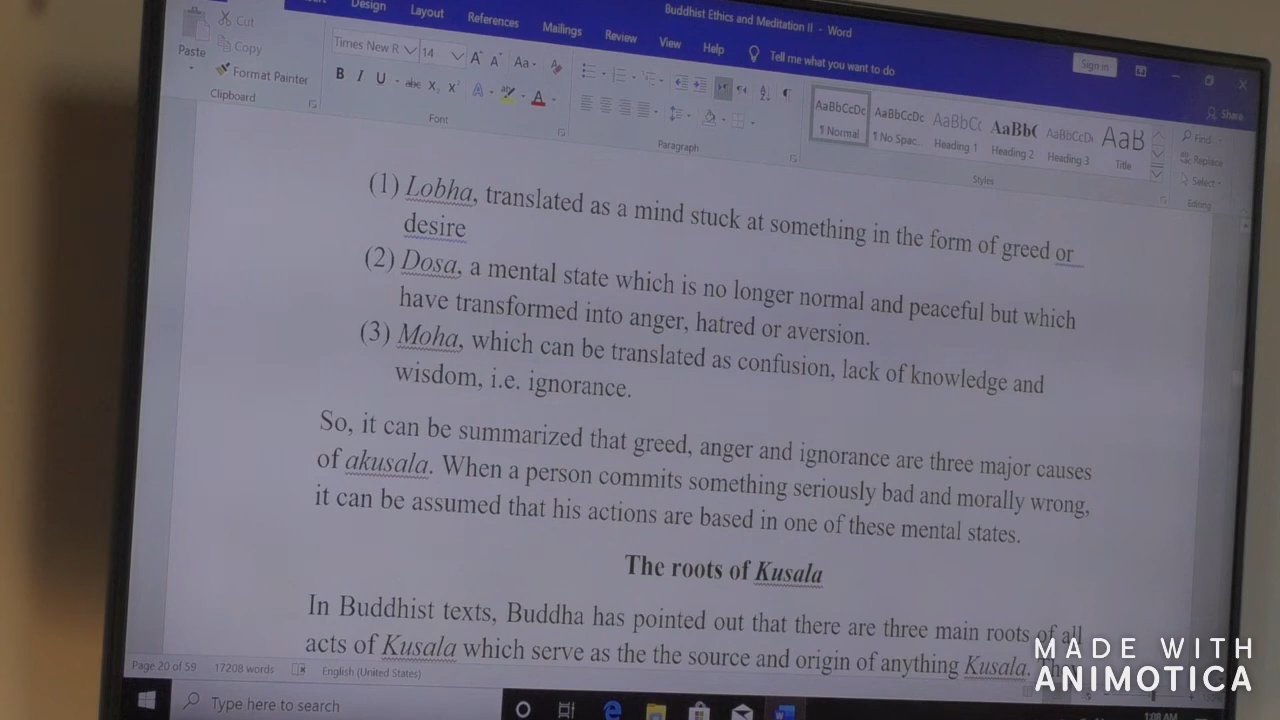 Buddhist Ethics and Meditation II - Word
Design Layout References Mailings Review View Help Tell me what you want to do
Sign in
Share
Cut
Copy
Paste
Format Painter
Clipboard
Times New R 14
Aa
B I U abc X₂ X²
Font
Paragraph
AaBbCcDc AaBbCcDc AaBbC AaBb( AaBbCcDc AaB
¶ Normal ¶ No Spac... Heading 1 Heading 2 Heading 3 Title
Styles
Find
Replace
Select
Editing
(1) Lobha, translated as a mind stuck at something in the form of greed or
desire
(2) Dosa, a mental state which is no longer normal and peaceful but which
have transformed into anger, hatred or aversion.
(3) Moha, which can be translated as confusion, lack of knowledge and
wisdom, i.e. ignorance.
So, it can be summarized that greed, anger and ignorance are three major causes
of akusala. When a person commits something seriously bad and morally wrong,
it can be assumed that his actions are based in one of these mental states.
The roots of Kusala
In Buddhist texts, Buddha has pointed out that there are three main roots of all
acts of Kusala which serve as the the source and origin of anything Kusala. They
Page 20 of 59 17208 words English (United States)
Type here to search
1:08 AM
MADE WITH
ANIMOTICA